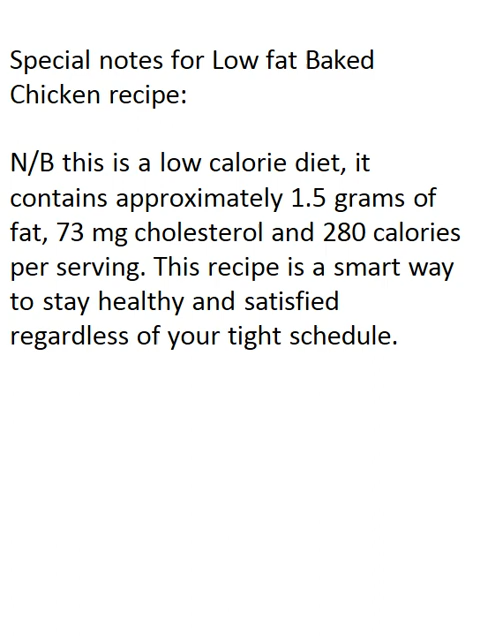 Special notes for Low fat Baked
Chicken recipe:
N/B this is a low calorie diet, it
contains approximately 1.5 grams of
fat, 73 mg cholesterol and 280 calories
per serving. This recipe is a smart way
to stay healthy and satisfied
regardless of your tight schedule.